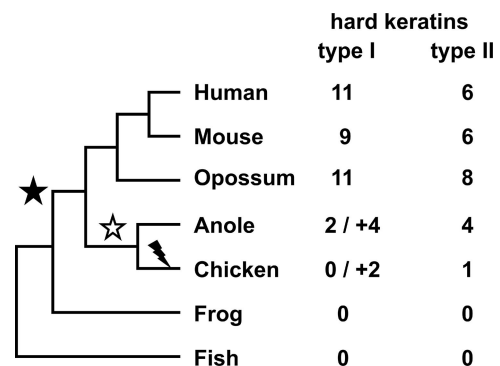 hard keratins
type I type II
Human 11 6
Mouse 9 6
Opossum 11 8
Anole 2 / +4 4
Chicken 0 / +2 1
Frog 0 0
Fish 0 0